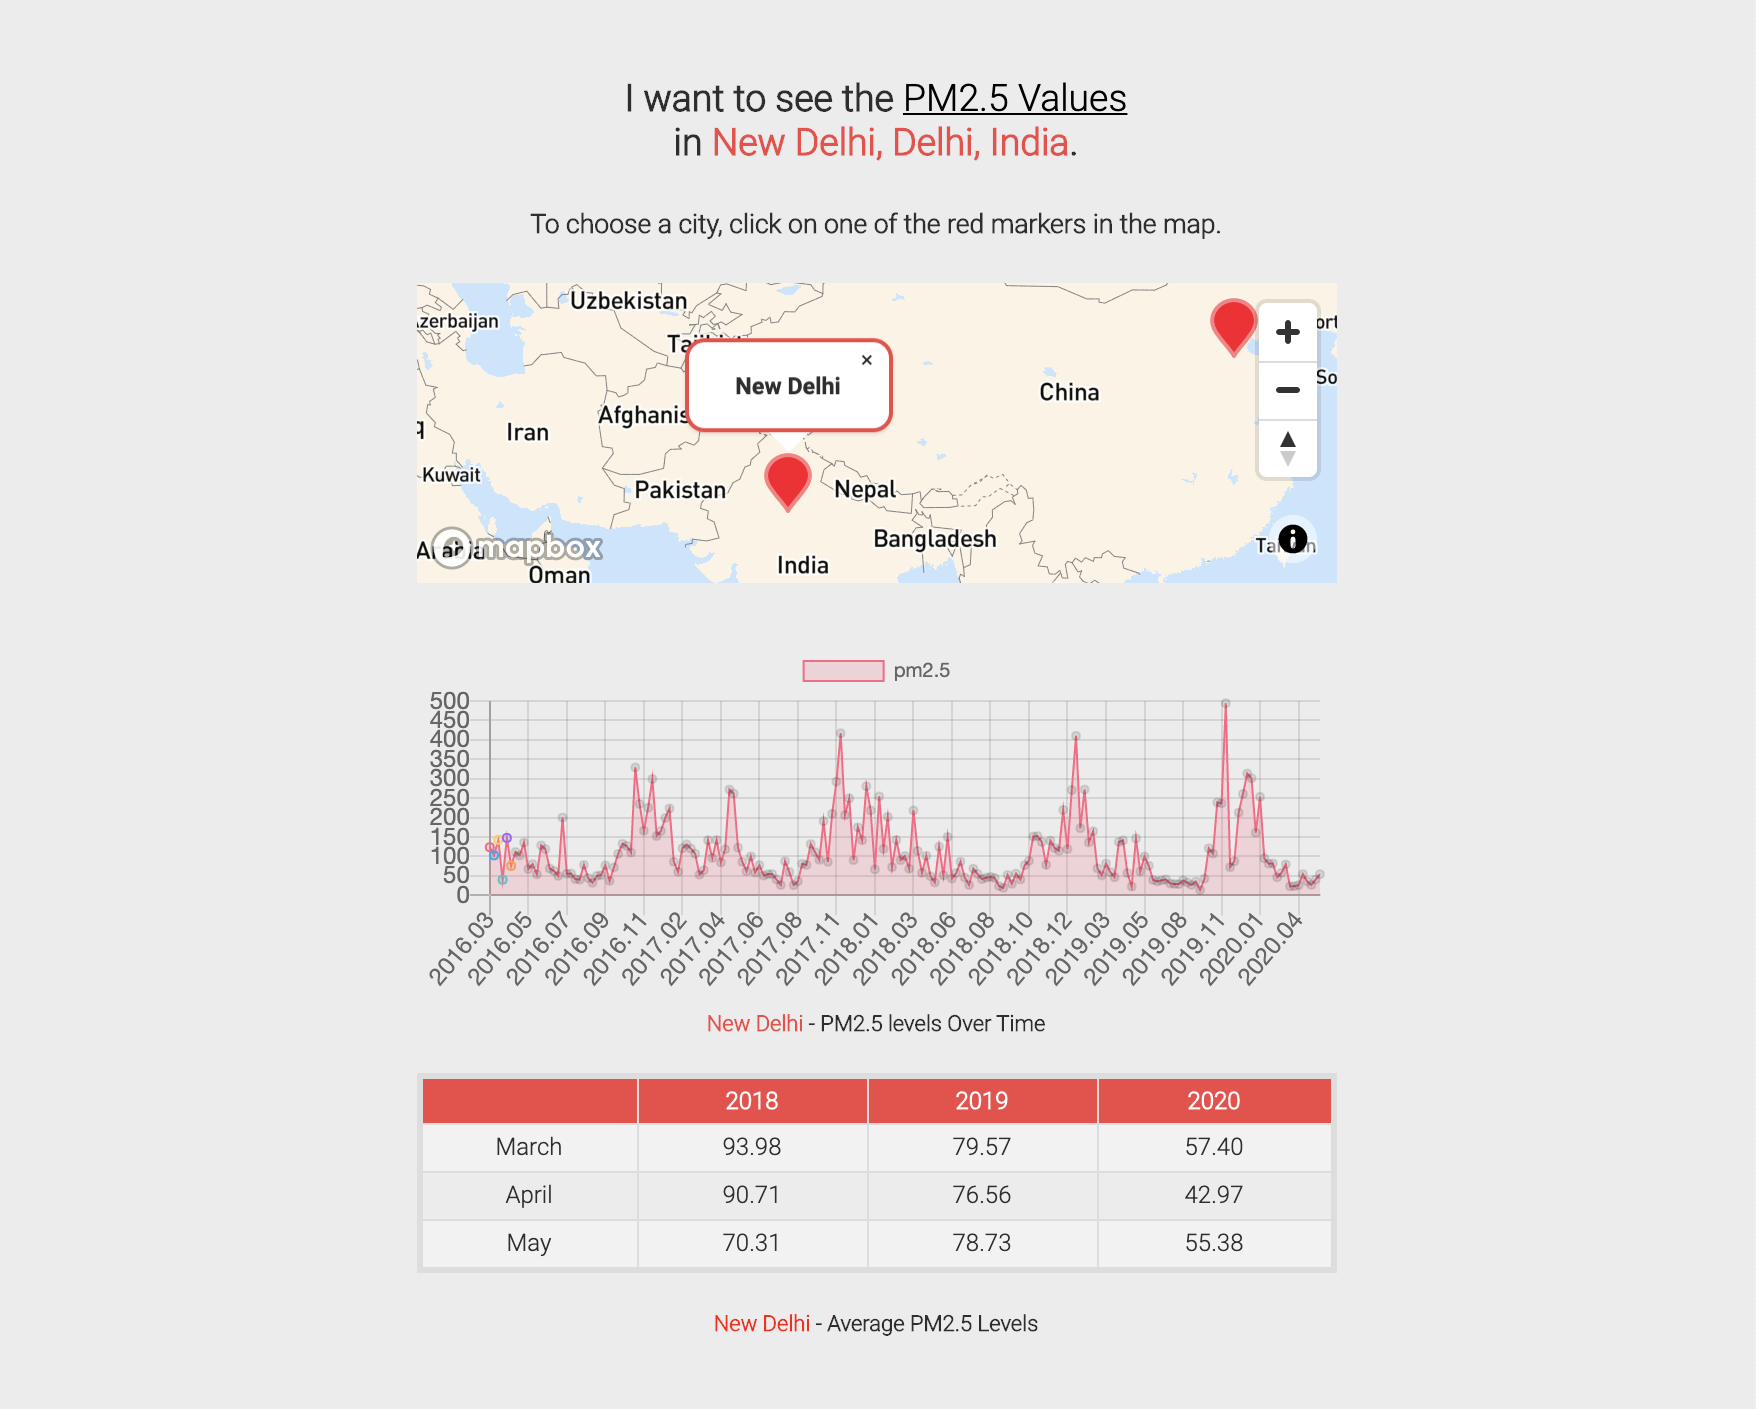 I want to see the PM2.5 Values
in New Delhi, Delhi, India.
To choose a city, click on one of the red markers in the map.
Uzbekistan
zerbaijan
New Delhi ×
China
Afghanis
Iran
Kuwait
Pakistan
Nepal
Bangladesh
mapbox
India
Oman
pm2.5
500
450
400
350
300
250
200
150
100
50
0
2016.03 2016.05 2016.07 2016.09 2016.11 2017.02 2017.04 2017.06 2017.08 2017.11 2018.01 2018.03 2018.06 2018.08 2018.10 2018.12 2019.03 2019.05 2019.08 2019.11 2020.01 2020.04
New Delhi - PM2.5 levels Over Time
2018 2019 2020
March 93.98 79.57 57.40
April 90.71 76.56 42.97
May 70.31 78.73 55.38
New Delhi - Average PM2.5 Levels